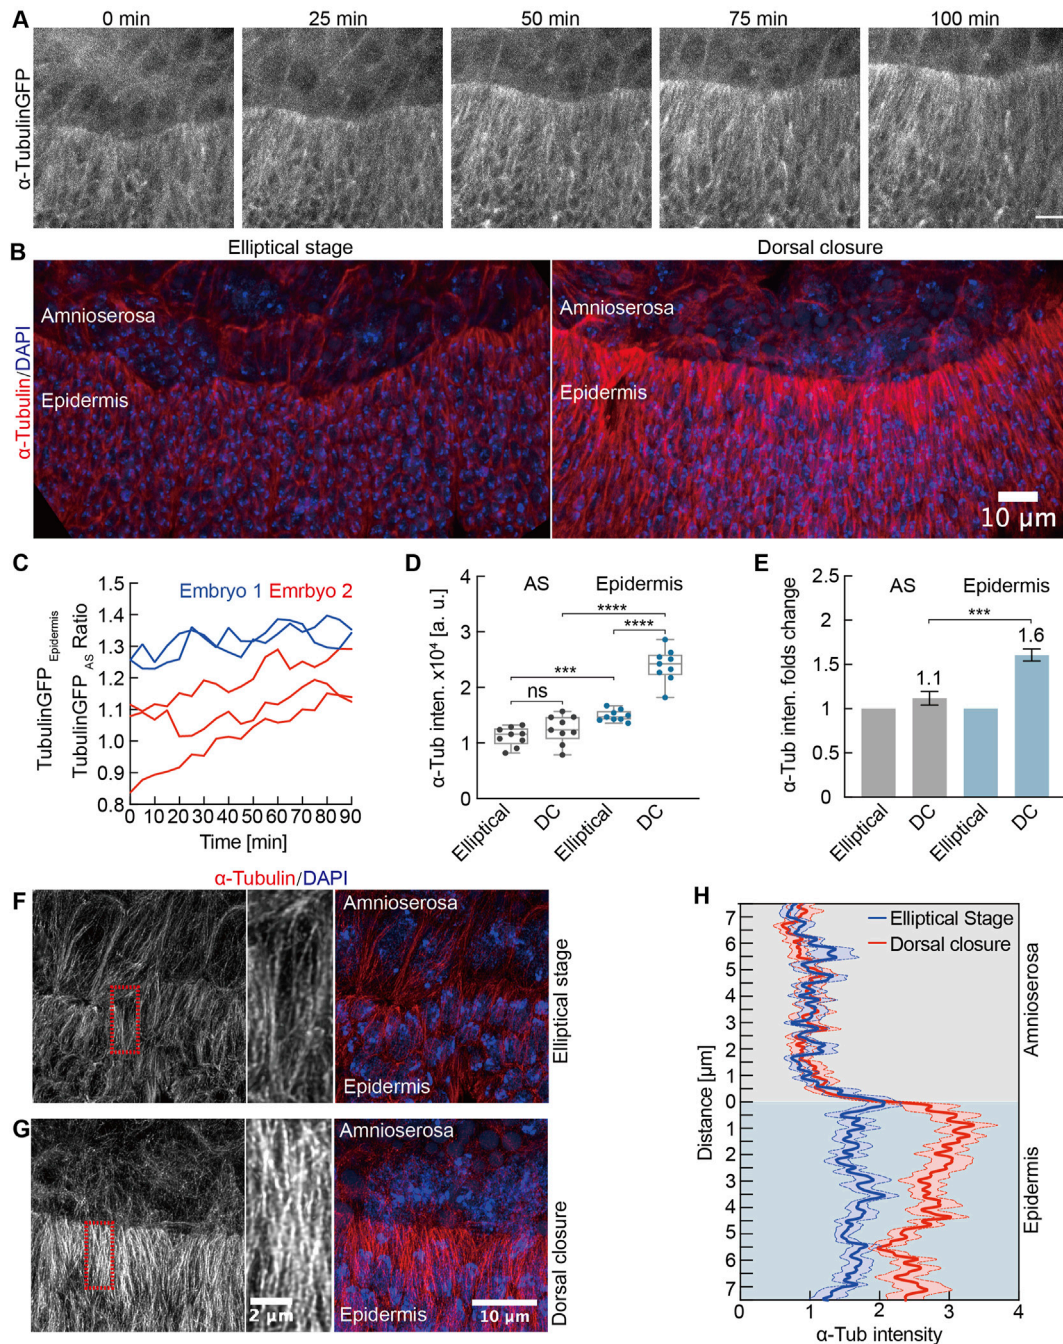 A
0 min 25 min 50 min 75 min 100 min
α-TubulinGFP
B
Elliptical stage Dorsal closure
α-Tubulin/DAPI
Amnioserosa
Epidermis
Amnioserosa
Epidermis
10 µm
C
TubulinGFP Epidermis
TubulinGFP AS Ratio
1.5
1.4
1.3
1.2
1.1
1.0
0.9
0.8
Embryo 1 Emrbyo 2
0 10 20 30 40 50 60 70 80 90
Time [min]
D
AS Epidermis
α-Tub inten. x10⁴ [a. u.]
4
3
2
1
0
****
****
***
ns
Elliptical DC Elliptical DC
E
AS Epidermis
α-Tub inten. folds change
2.5
2
1.5
1
0.5
0
***
1.1
1.6
Elliptical DC Elliptical DC
α-Tubulin/DAPI
F
Amnioserosa
Epidermis
Elliptical stage
G
Amnioserosa
Epidermis
2 µm
10 µm
Dorsal closure
H
Elliptical Stage
Dorsal closure
Distance [µm]
7
6
5
4
3
2
1
0
1
2
3
4
5
6
7
Amnioserosa
Epidermis
0 1 2 3 4
α-Tub intensity